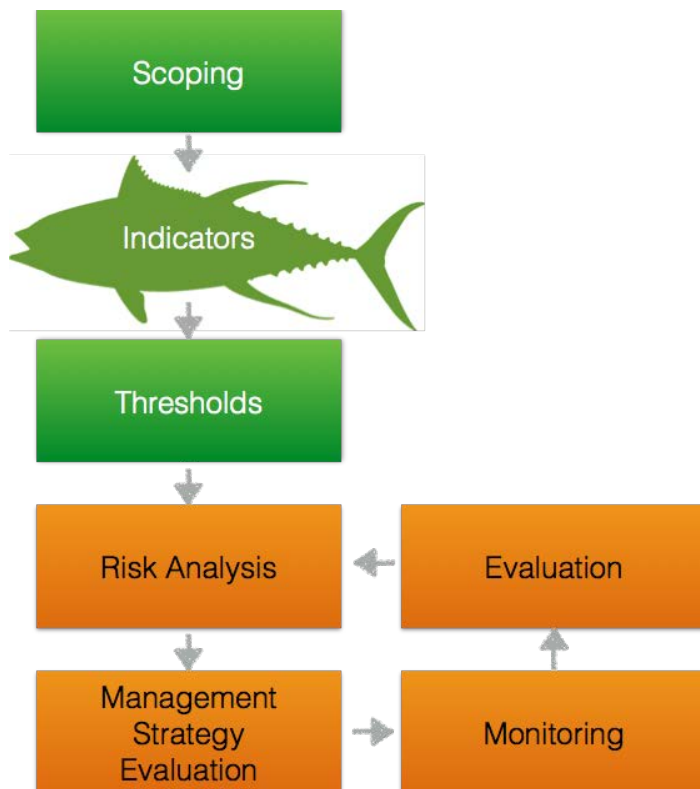 Scoping
Indicators
Thresholds
Risk Analysis
Evaluation
Management
Strategy
Evaluation
Monitoring